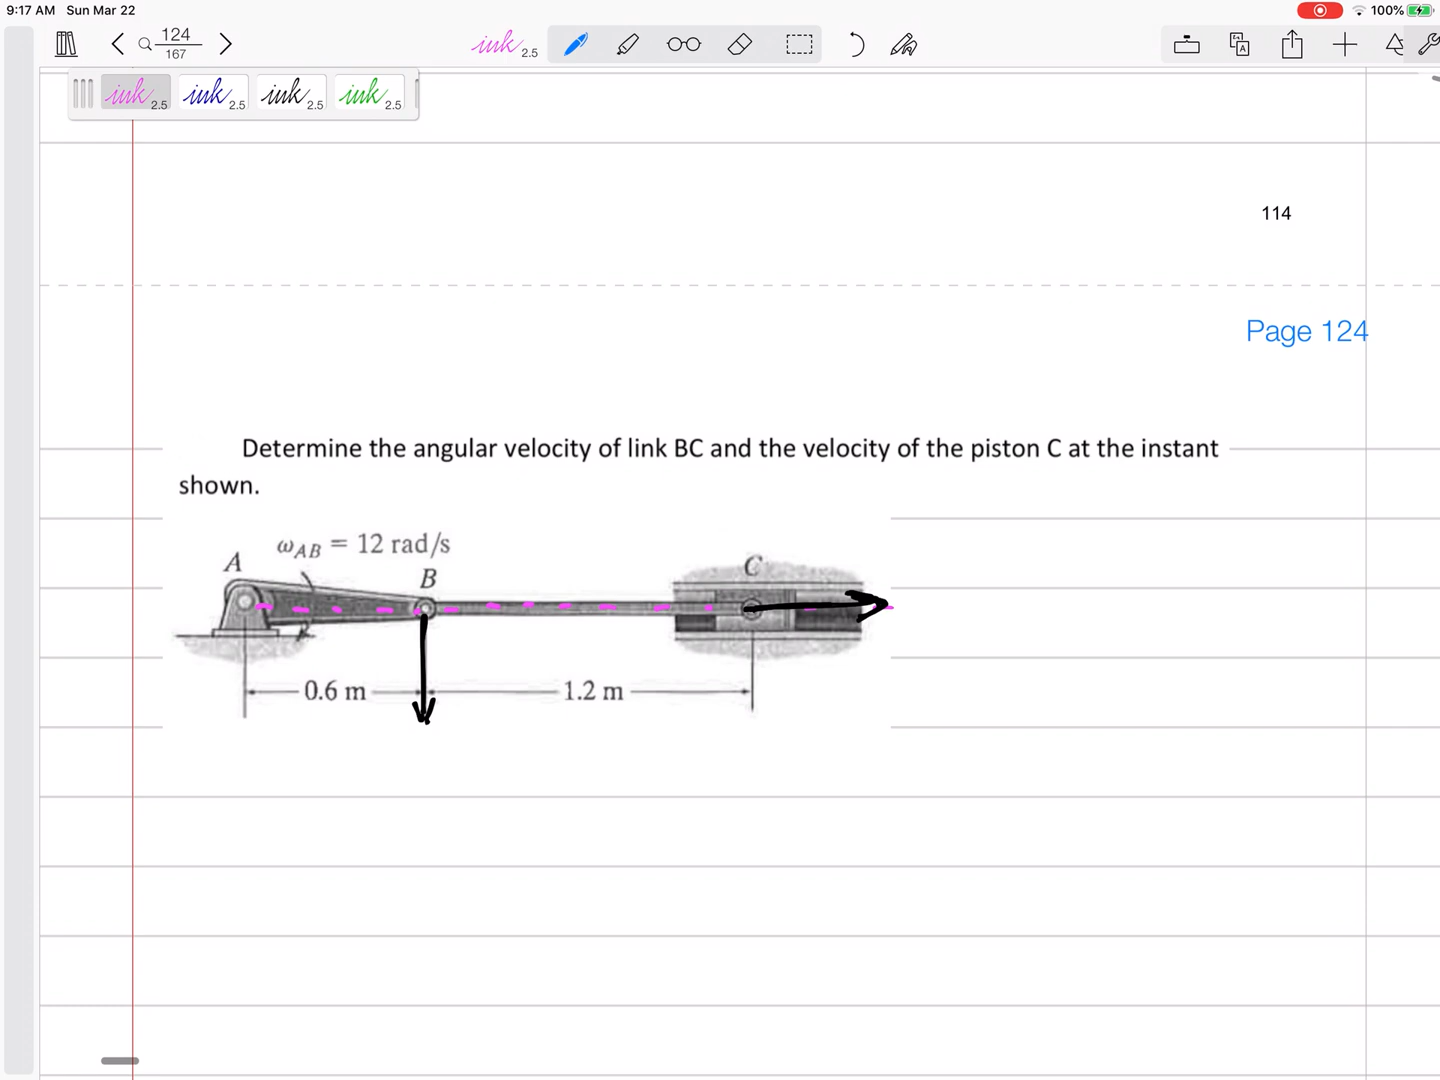 9:17 AM Sun Mar 22
100%
124
167
ink 2.5
ink 2.5 ink 2.5 ink 2.5 ink 2.5
114
Page 124
Determine the angular velocity of link BC and the velocity of the piston C at the instant
shown.
ωAB = 12 rad/s
A
B
C
0.6 m
1.2 m